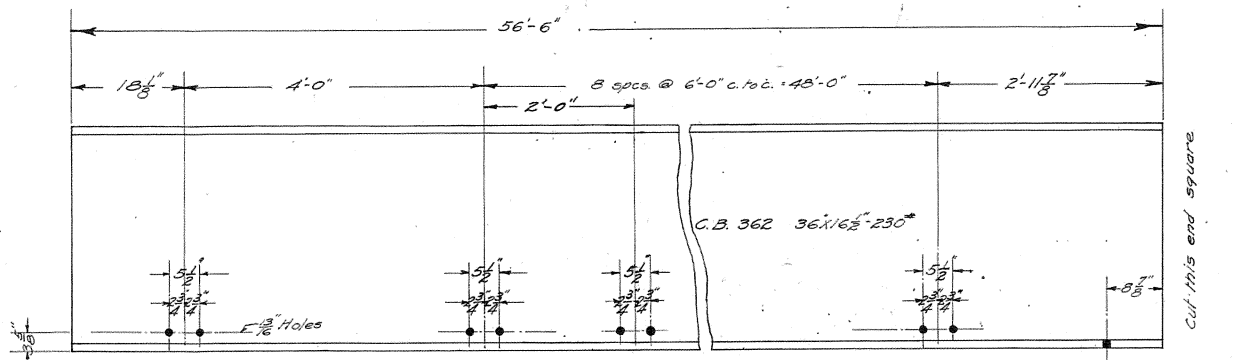 56'-6"
18 1/8" 4'-0" 8 spcs. @ 6'-0" c. to c. = 48'-0" 2'-11 7/8"
2'-0"
C.B. 362 36"x16 1/2"-230#
Cut this end square
5 1/2" 5 1/2" 5 1/2" 5 1/2"
8 7/8"
2 3/4" 2 3/4" 2 3/4" 2 3/4" 2 3/4" 2 3/4" 2 3/4" 2 3/4"
13/16" Holes